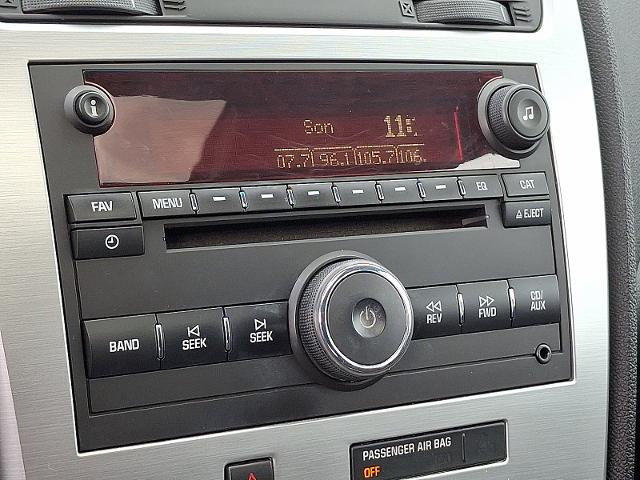 i
Son 11:
07.7 96.1 105.7 106.
FAV MENU EQ CAT
EJECT
BAND SEEK SEEK REV FWD CD/
AUX
PASSENGER AIR BAG
OFF